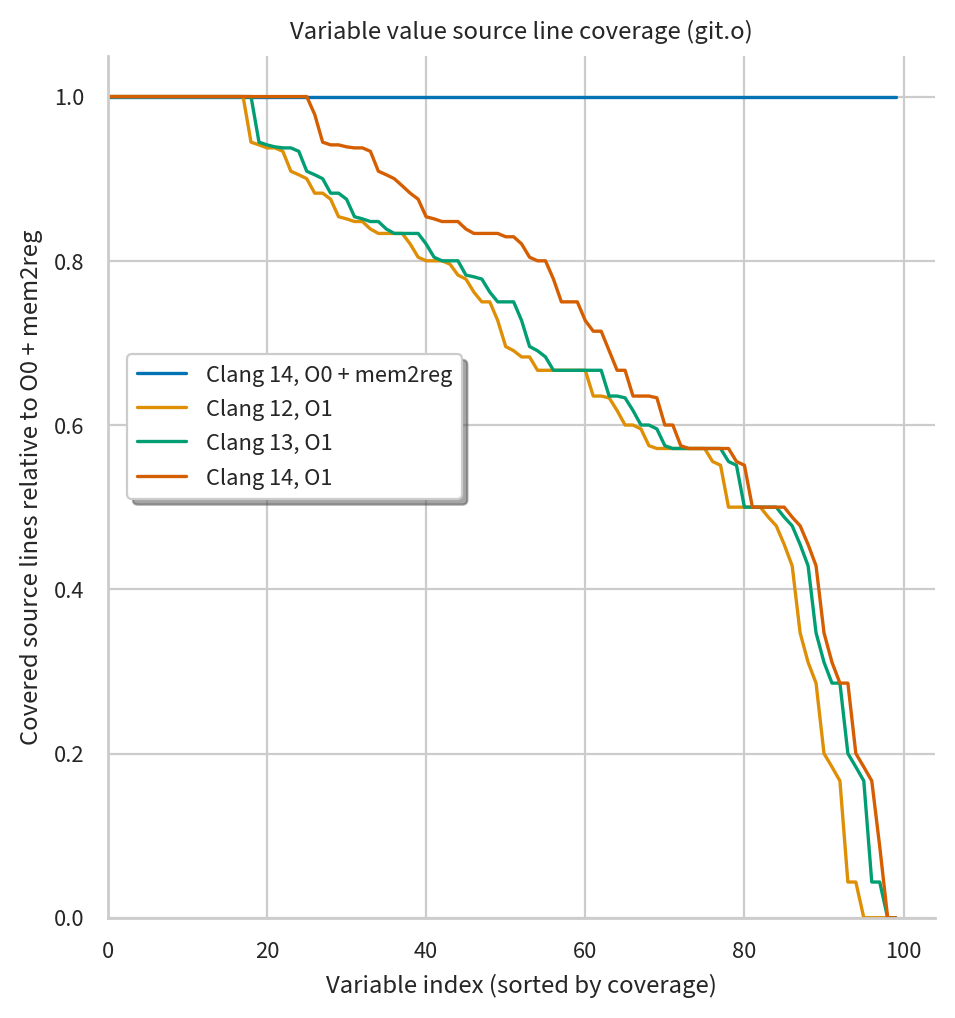 Variable value source line coverage (git.o)
Covered source lines relative to O0 + mem2reg
1.0
0.8
0.6
0.4
0.2
0.0
Clang 14, O0 + mem2reg
Clang 12, O1
Clang 13, O1
Clang 14, O1
0 20 40 60 80 100
Variable index (sorted by coverage)